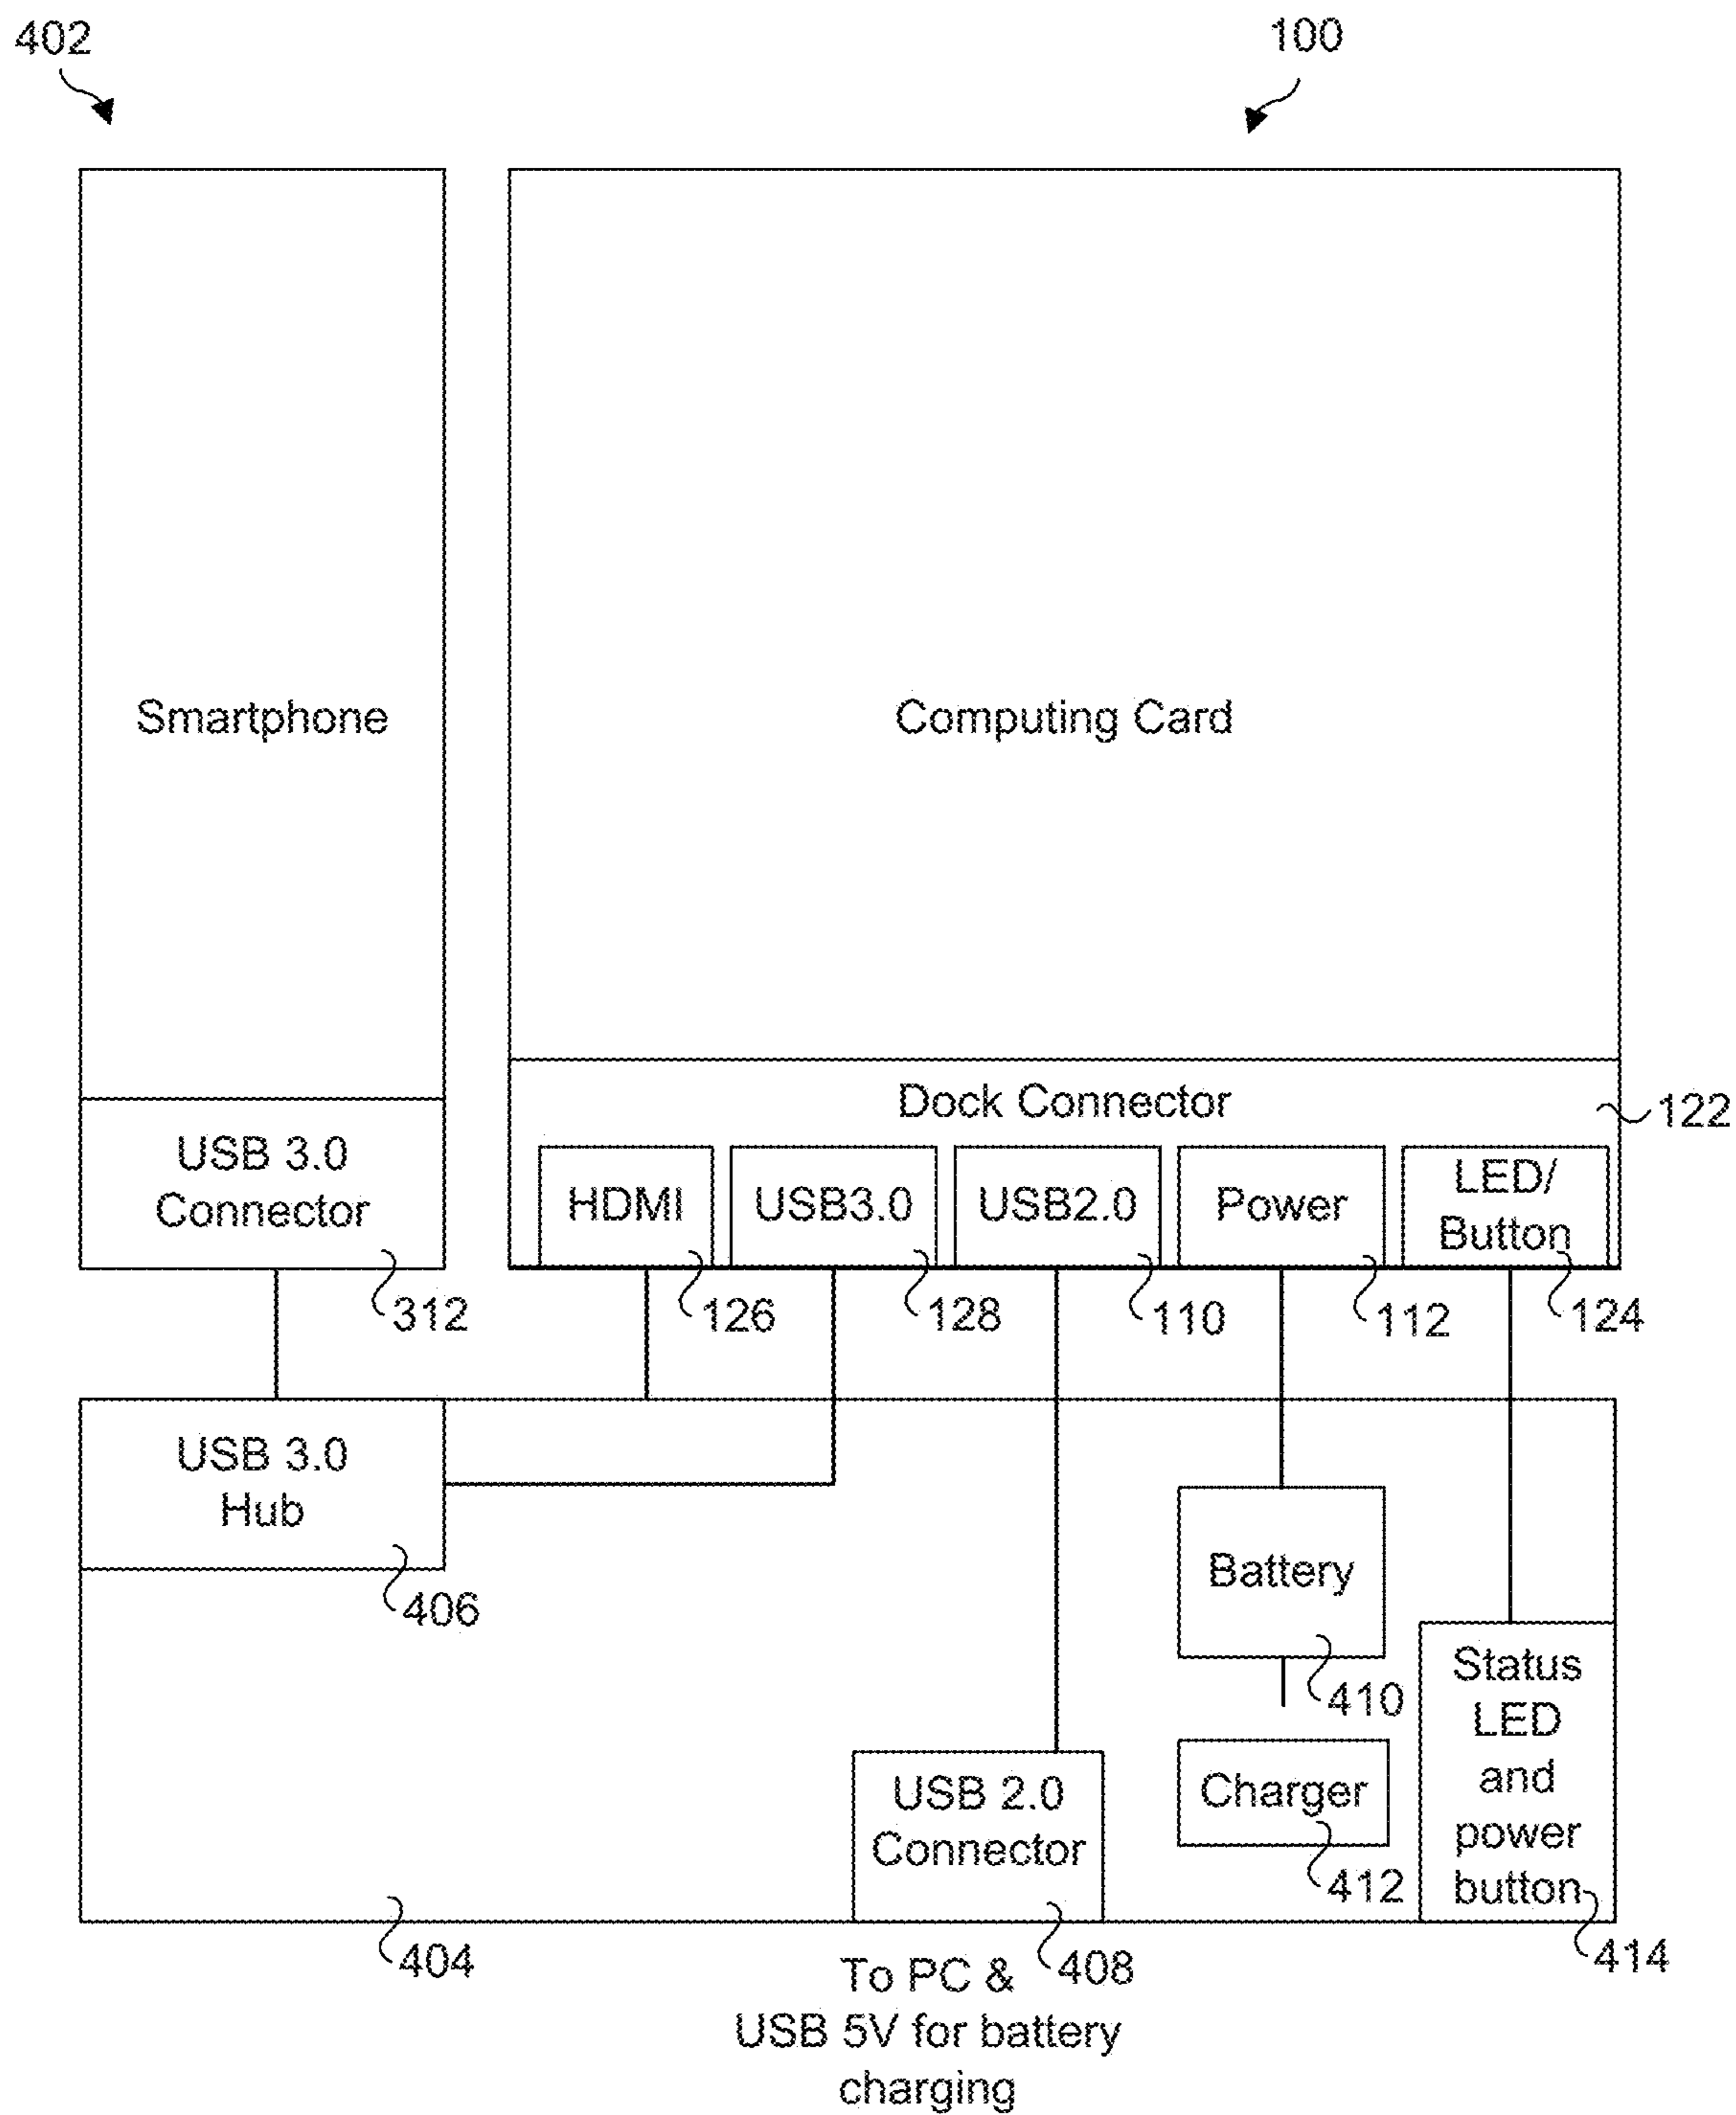 402
100
Smartphone
Computing Card
Dock Connector
122
USB 3.0
Connector
HDMI
USB3.0
USB2.0
Power
LED/
Button
312
126
128
110
112
124
USB 3.0
Hub
406
Battery
410
Status
LED
and
power
button
USB 2.0
Connector
Charger
412
404
408
414
To PC &
USB 5V for battery
charging